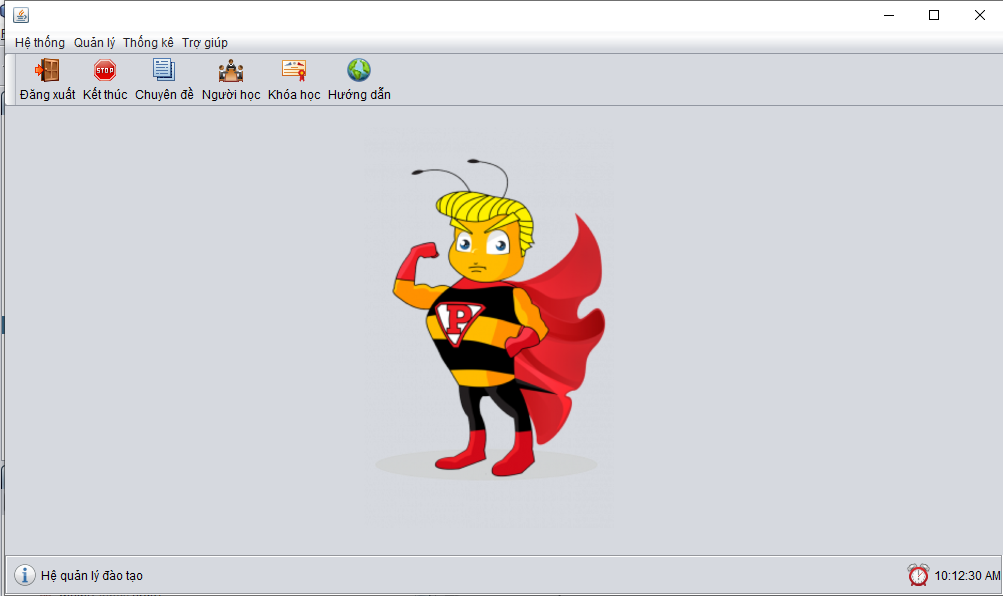 Hệ thống Quản lý Thống kê Trợ giúp
STOP
Đăng xuất Kết thúc Chuyên đề Người học Khóa học Hướng dẫn
P
Hệ quản lý đào tạo
10:12:30 AM